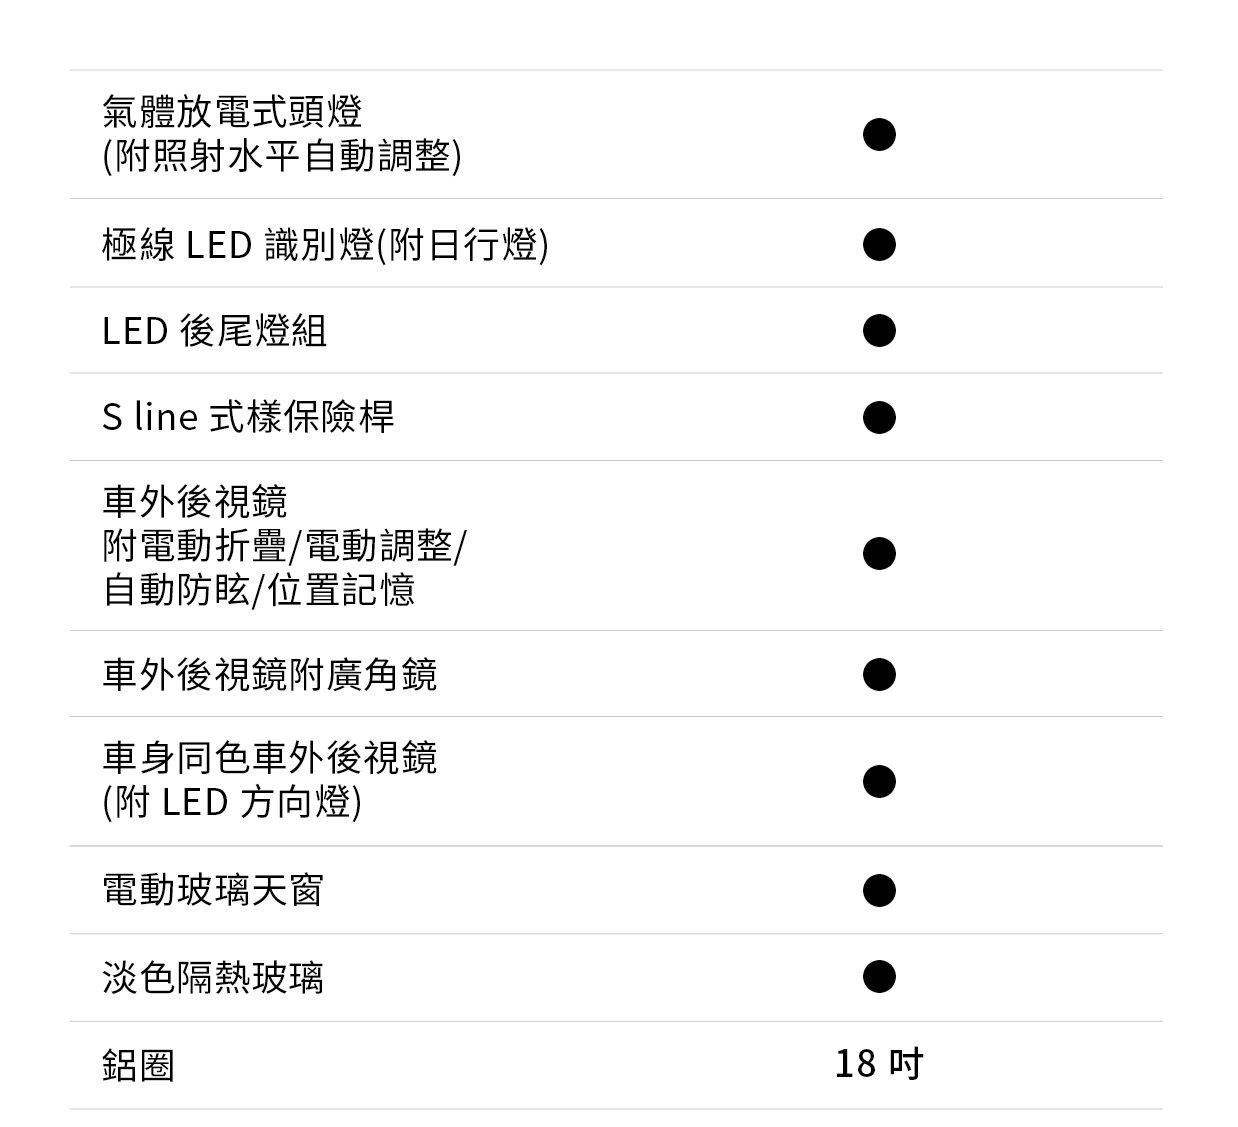 氣體放電式頭燈
(附照射水平自動調整)
●
極線 LED 識別燈(附日行燈)
●
LED 後尾燈組
●
S line 式樣保險桿
●
車外後視鏡
附電動折疊/電動調整/
自動防眩/位置記憶
●
車外後視鏡附廣角鏡
●
車身同色車外後視鏡
(附 LED 方向燈)
●
電動玻璃天窗
●
淡色隔熱玻璃
●
鋁圈
18 吋